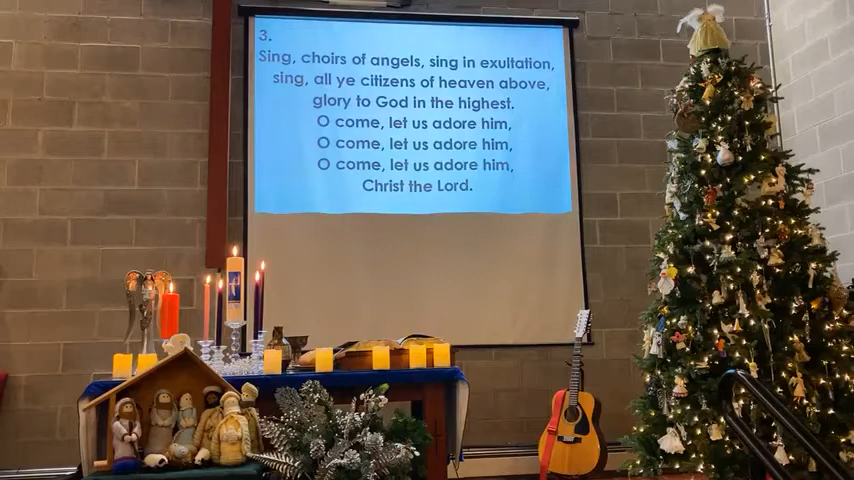 3.
Sing, choirs of angels, sing in exultation,
sing, all ye citizens of heaven above,
glory to God in the highest.
O come, let us adore him,
O come, let us adore him,
O come, let us adore him,
Christ the Lord.